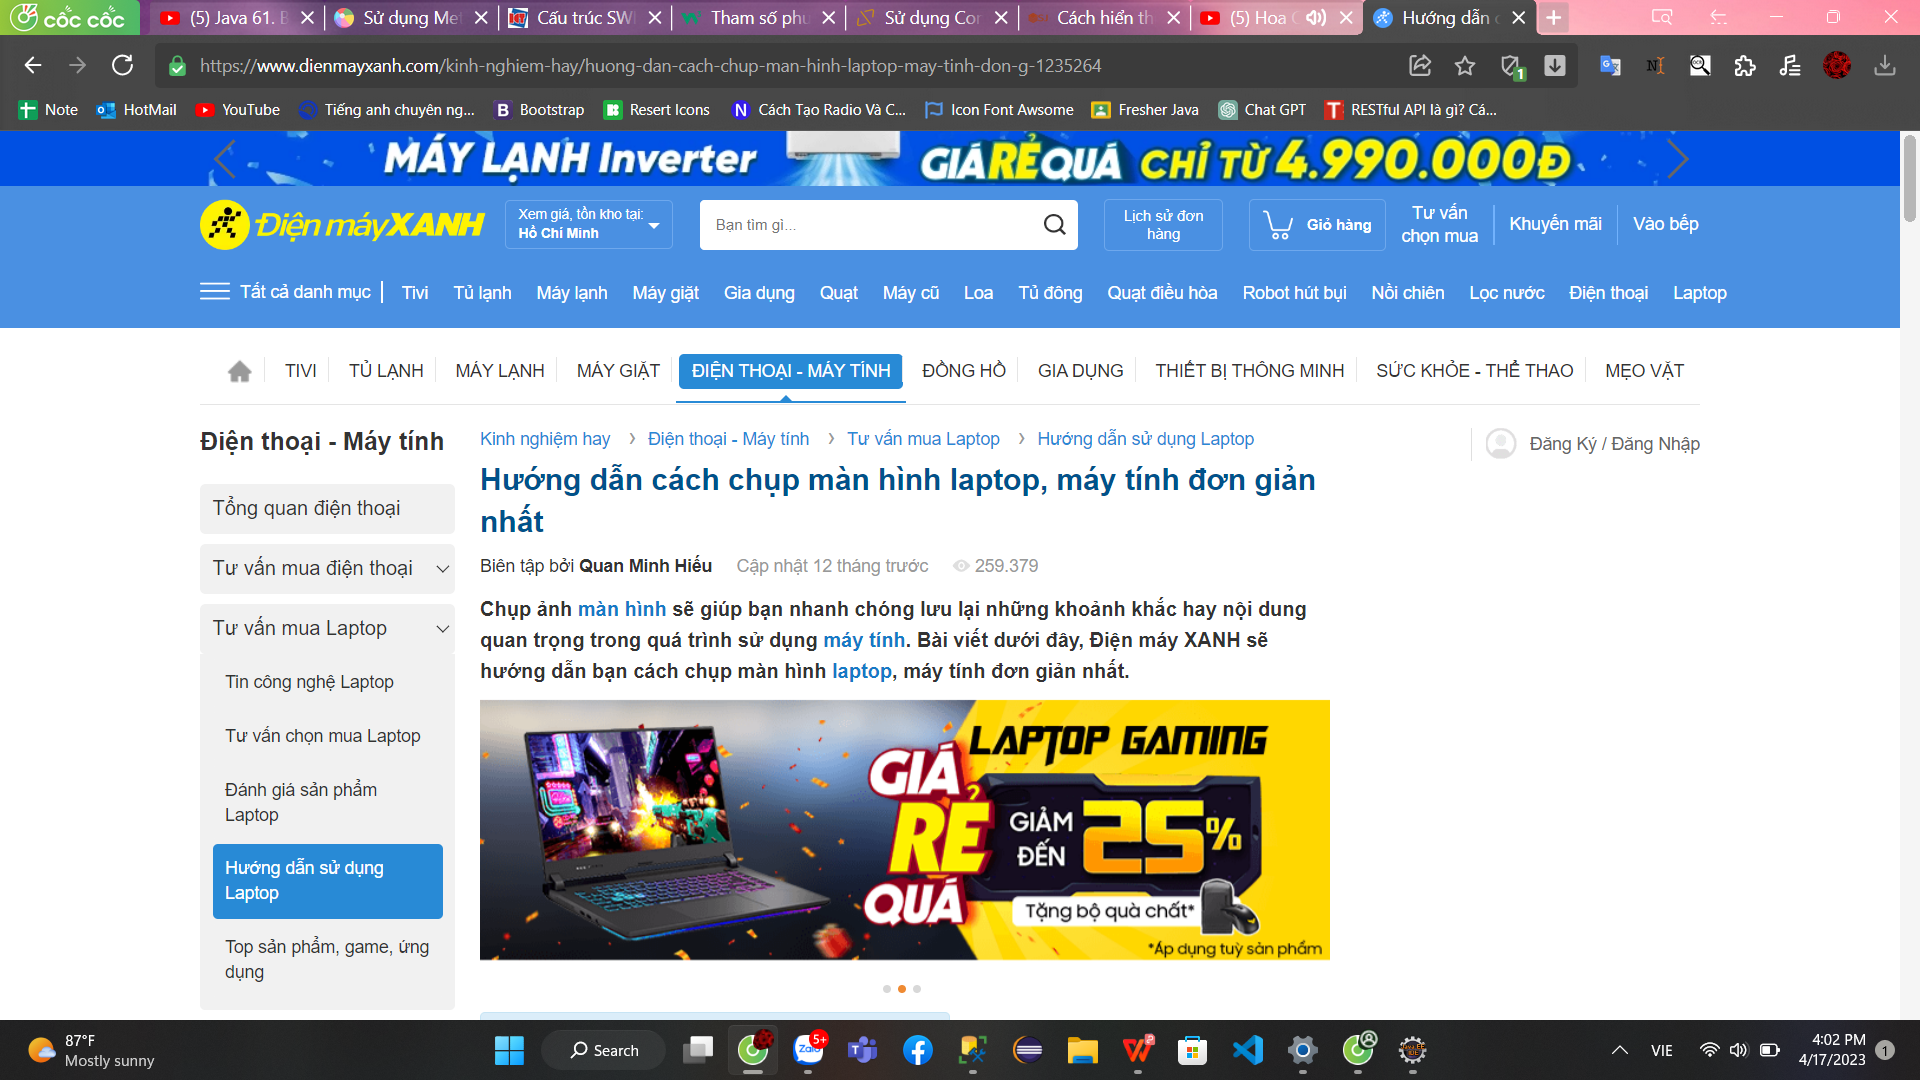 cốc cốc
(5) Java 61. B
Sử dụng Met
Cấu trúc SW
Tham số phư
Sử dụng Con
Cách hiển th
(5) Hoa C
Hướng dẫn c
https://www.dienmayxanh.com/kinh-nghiem-hay/huong-dan-cach-chup-man-hinh-laptop-may-tinh-don-g-1235264
Note
HotMail
YouTube
Tiếng anh chuyên ng...
Bootstrap
Resert Icons
Cách Tạo Radio Và C...
Icon Font Awsome
Fresher Java
Chat GPT
RESTful API là gì? Cá...
MÁY LẠNH Inverter
GIÁ RẺ QUÁ CHỈ TỪ 4.990.000Đ
Điện máy XANH
Xem giá, tồn kho tại:
Hồ Chí Minh
Bạn tìm gì...
Lịch sử đơn
hàng
Giỏ hàng
Tư vấn
chọn mua
Khuyến mãi
Vào bếp
Tất cả danh mục
Tivi
Tủ lạnh
Máy lạnh
Máy giặt
Gia dụng
Quạt
Máy cũ
Loa
Tủ đông
Quạt điều hòa
Robot hút bụi
Nồi chiên
Lọc nước
Điện thoại
Laptop
TIVI
TỦ LẠNH
MÁY LẠNH
MÁY GIẶT
ĐIỆN THOẠI - MÁY TÍNH
ĐỒNG HỒ
GIA DỤNG
THIẾT BỊ THÔNG MINH
SỨC KHỎE - THỂ THAO
MẸO VẶT
Điện thoại - Máy tính
Tổng quan điện thoại
Tư vấn mua điện thoại
Tư vấn mua Laptop
Tin công nghệ Laptop
Tư vấn chọn mua Laptop
Đánh giá sản phẩm
Laptop
Hướng dẫn sử dụng
Laptop
Top sản phẩm, game, ứng
dụng
Kinh nghiệm hay › Điện thoại - Máy tính › Tư vấn mua Laptop › Hướng dẫn sử dụng Laptop
Đăng Ký / Đăng Nhập
Hướng dẫn cách chụp màn hình laptop, máy tính đơn giản
nhất
Biên tập bởi Quan Minh Hiếu
Cập nhật 12 tháng trước
259.379
Chụp ảnh màn hình sẽ giúp bạn nhanh chóng lưu lại những khoảnh khắc hay nội dung
quan trọng trong quá trình sử dụng máy tính. Bài viết dưới đây, Điện máy XANH sẽ
hướng dẫn bạn cách chụp màn hình laptop, máy tính đơn giản nhất.
LAPTOP GAMING
GIÁ
RẺ
QUÁ
GIẢM
ĐẾN
25%
Tặng bộ quà chất*
*Áp dụng tuỳ sản phẩm
87°F
Mostly sunny
Search
5+
Zalo
VIE
4:02 PM
4/17/2023
1